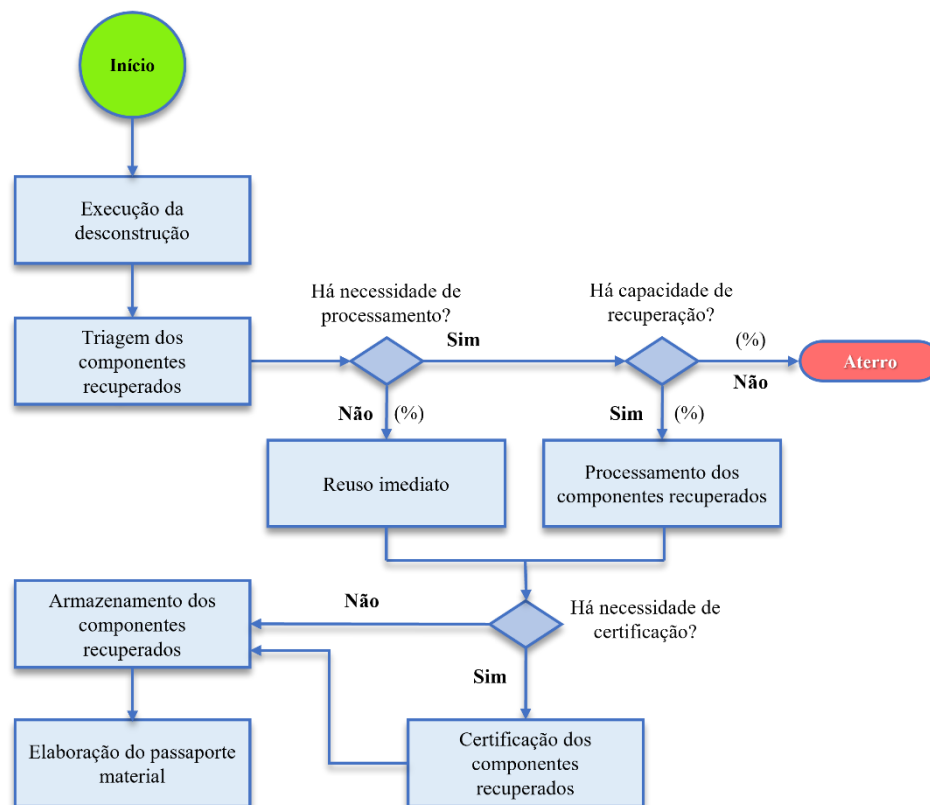 Início
Execução da
desconstrução
Há necessidade de
processamento?
Há capacidade de
recuperação?
Triagem dos
componentes
recuperados
Sim
(%)
Não
Aterro
Não (%)
Sim (%)
Reuso imediato
Processamento dos
componentes recuperados
Armazenamento dos
componentes
recuperados
Não
Há necessidade de
certificação?
Sim
Elaboração do passaporte
material
Certificação dos
componentes
recuperados